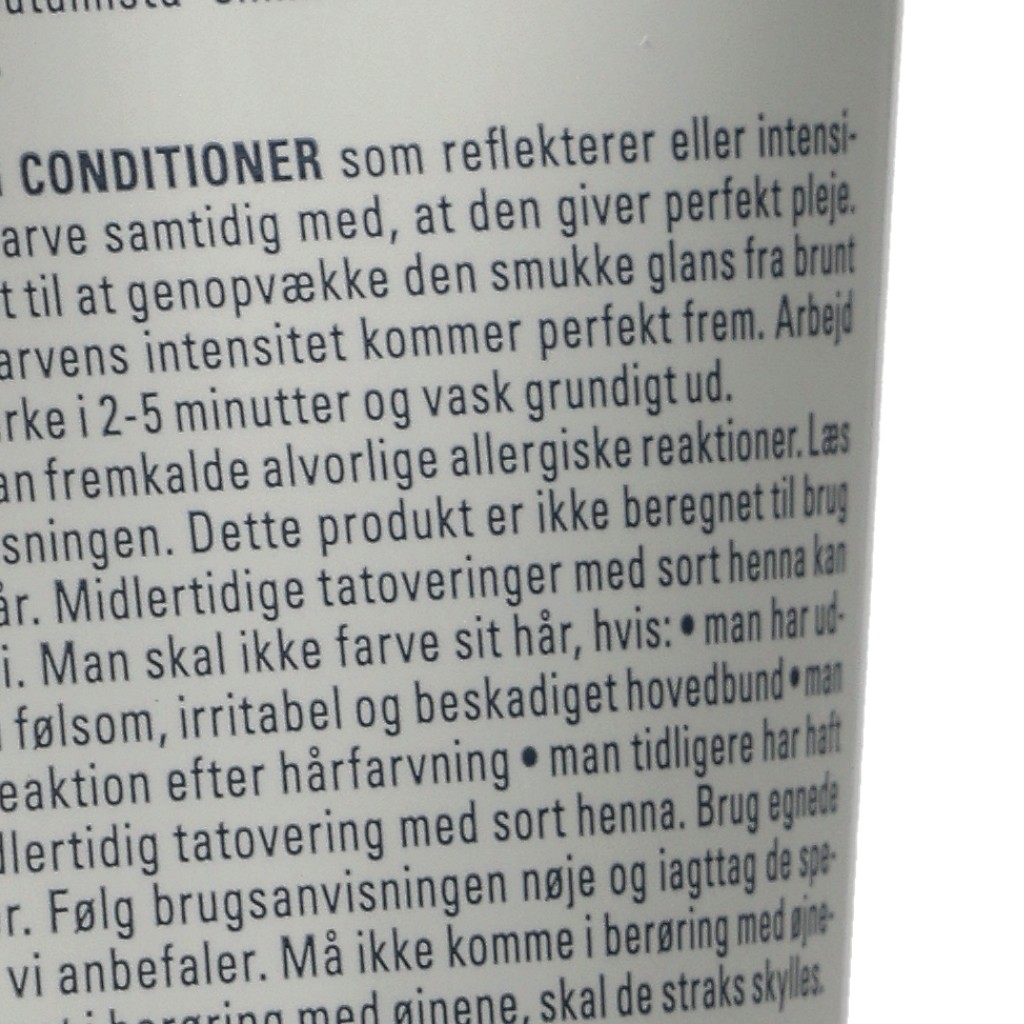 CONDITIONER som reflekterer eller intensi-
arve samtidig med, at den giver perfekt pleje.
t til at genopvække den smukke glans fra brunt
arvens intensitet kommer perfekt frem. Arbejd
rke i 2-5 minutter og vask grundigt ud.
an fremkalde alvorlige allergiske reaktioner. Læs
sningen. Dette produkt er ikke beregnet til brug
år. Midlertidige tatoveringer med sort henna kan
i. Man skal ikke farve sit hår, hvis: • man har ud-
følsom, irritabel og beskadiget hovedbund • man
eaktion efter hårfarvning • man tidligere har haft
dlertidig tatovering med sort henna. Brug egnede
r. Følg brugsanvisningen nøje og iagttag de spe-
vi anbefaler. Må ikke komme i berøring med øjne-
i berøring med øjnene, skal de straks skylles.